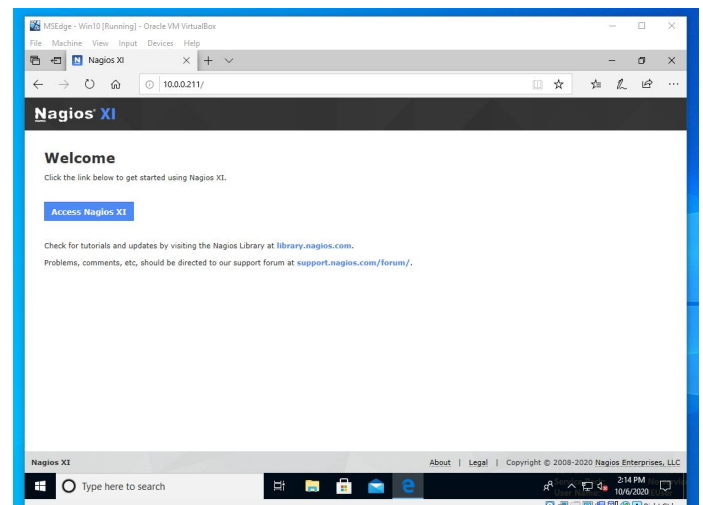 MSEdge - Win10 [Running] - Oracle VM VirtualBox
File Machine View Input Devices Help
Nagios XI
10.0.0.211/
Nagios XI
Welcome
Click the link below to get started using Nagios XI.
Access Nagios XI
Check for tutorials and updates by visiting the Nagios Library at library.nagios.com.
Problems, comments, etc, should be directed to our support forum at support.nagios.com/forum/.
Nagios XI About | Legal | Copyright © 2008-2020 Nagios Enterprises, LLC
Type here to search
2:14 PM
10/6/2020